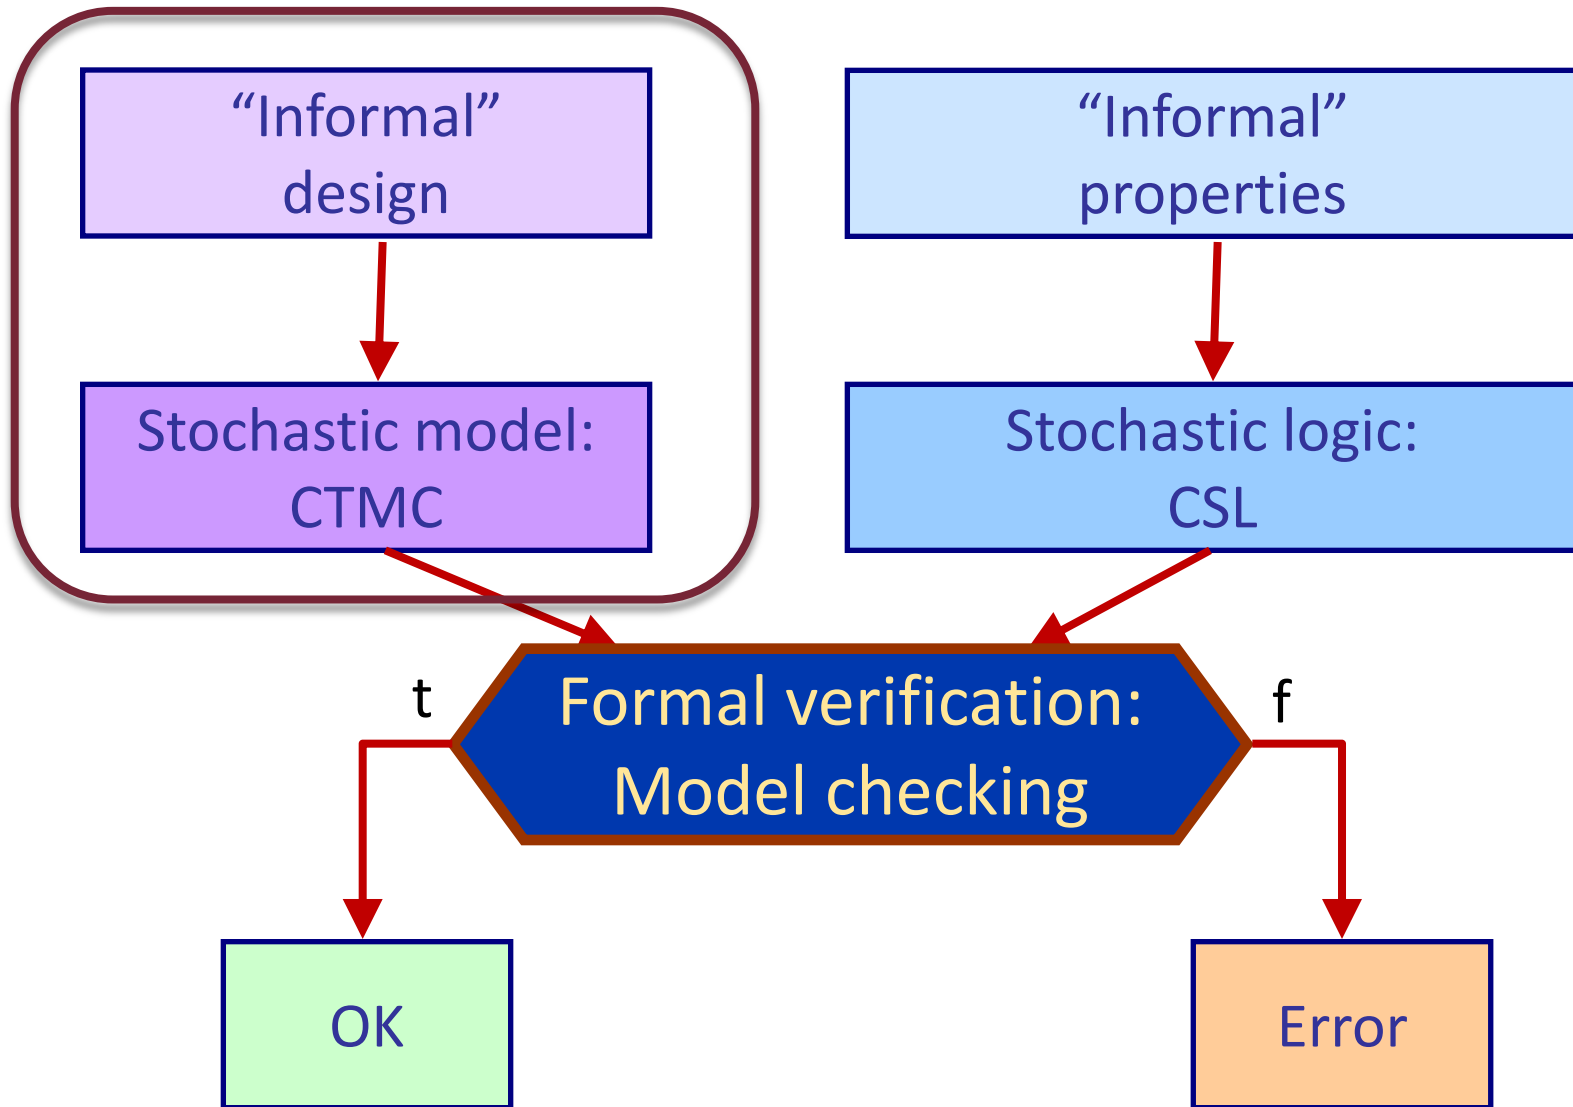 “Informal”
design
“Informal”
properties
Stochastic model:
CTMC
Stochastic logic:
CSL
t
Formal verification:
Model checking
f
OK
Error